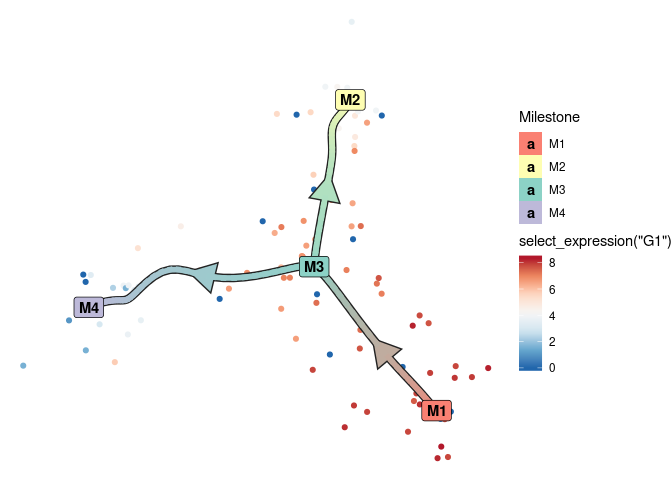 M2
M3
M4
M1
Milestone
a M1
a M2
a M3
a M4
select_expression("G1")
8
6
4
2
0